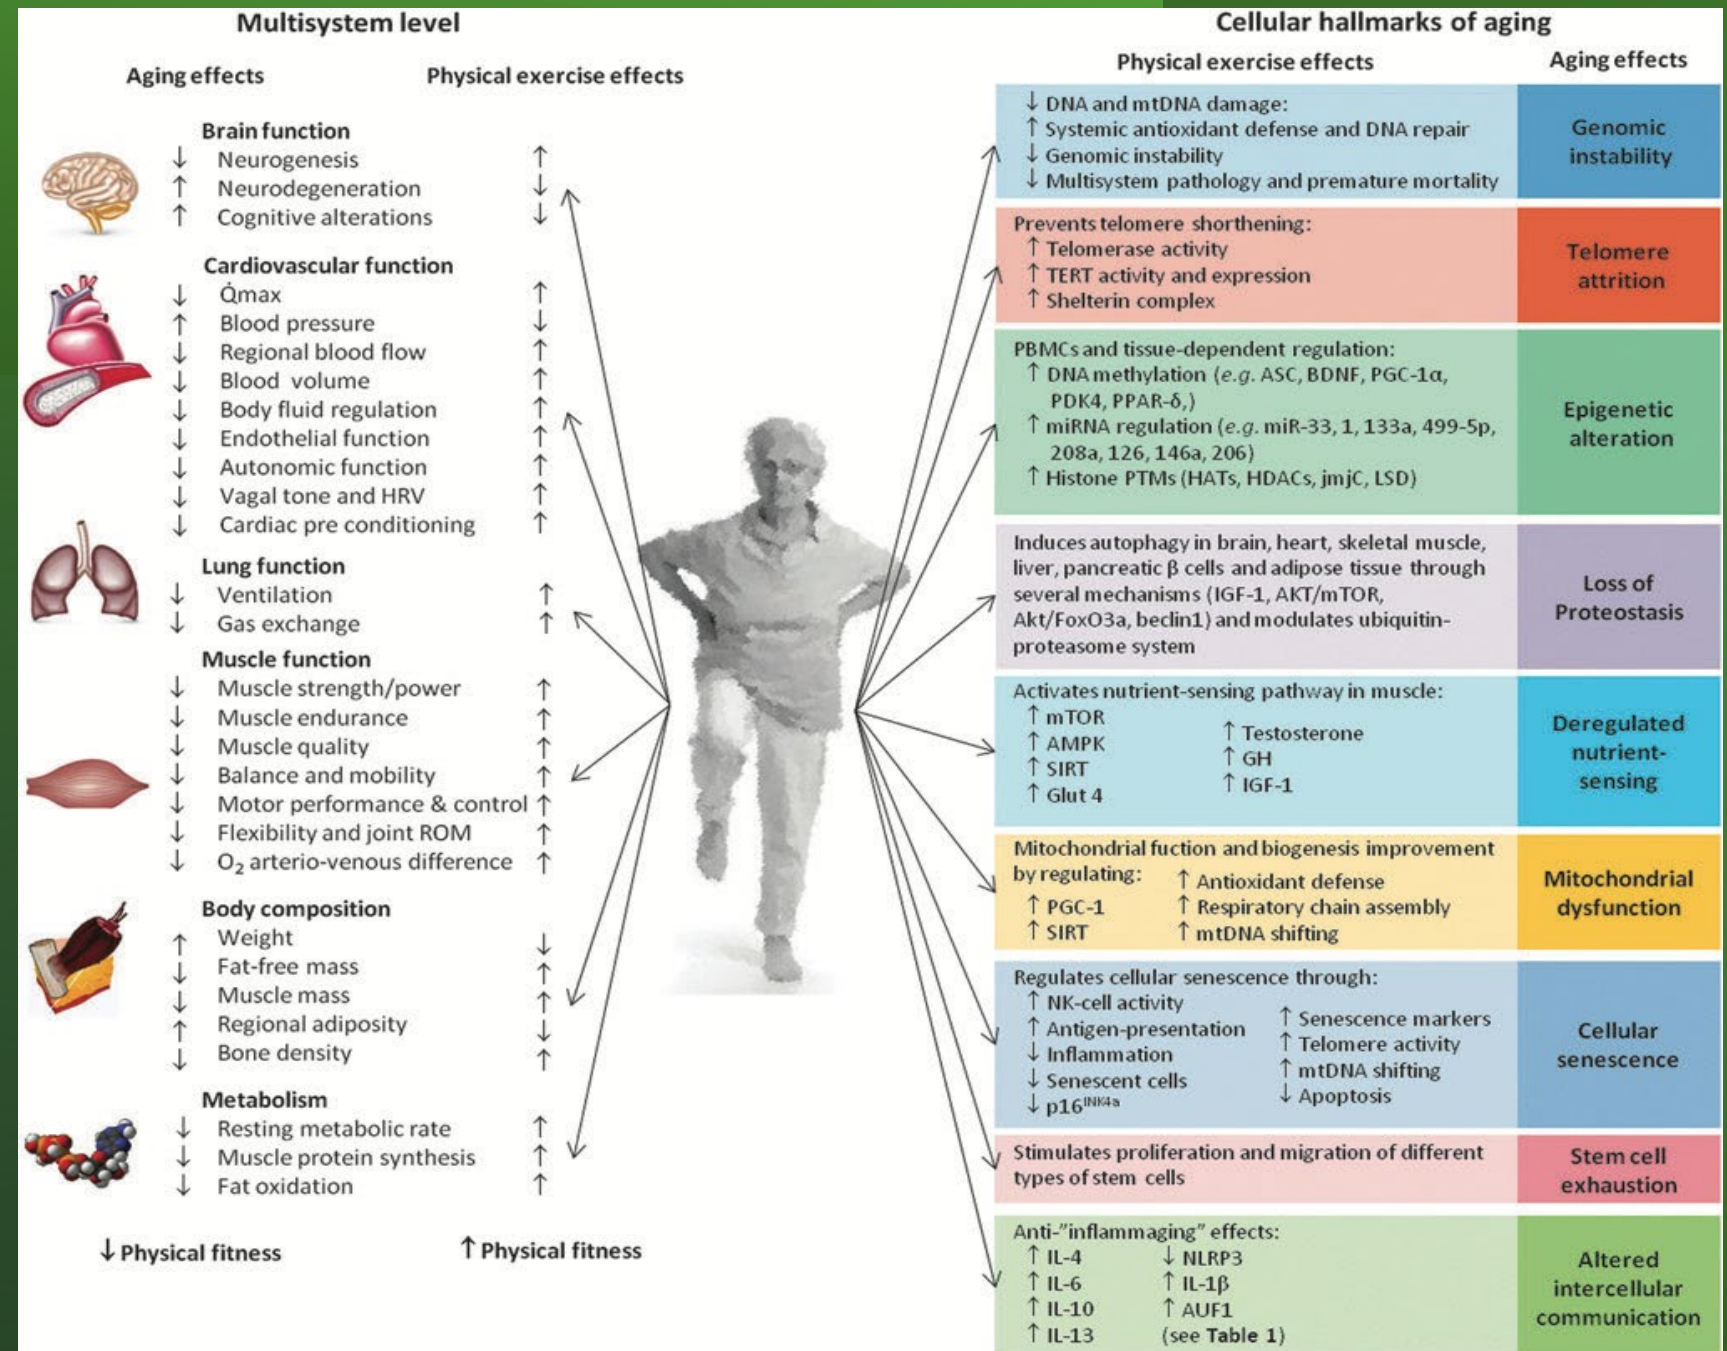 Multisystem level
Aging effects
Physical exercise effects
Brain function
↓ Neurogenesis ↑
↑ Neurodegeneration ↓
↑ Cognitive alterations ↓
Cardiovascular function
↓ Q̇max ↑
↑ Blood pressure ↓
↓ Regional blood flow ↑
↓ Blood volume ↑
↓ Body fluid regulation ↑
↓ Endothelial function ↑
↓ Autonomic function ↑
↓ Vagal tone and HRV ↑
↓ Cardiac pre conditioning ↑
Lung function
↓ Ventilation ↑
↓ Gas exchange ↑
Muscle function
↓ Muscle strength/power ↑
↓ Muscle endurance ↑
↓ Muscle quality ↑
↓ Balance and mobility ↑
↓ Motor performance & control ↑
↓ Flexibility and joint ROM ↑
↓ O₂ arterio-venous difference ↑
Body composition
↑ Weight ↓
↓ Fat-free mass ↑
↓ Muscle mass ↑
↑ Regional adiposity ↓
↓ Bone density ↑
Metabolism
↓ Resting metabolic rate ↑
↓ Muscle protein synthesis ↑
↓ Fat oxidation ↑
↓ Physical fitness
↑ Physical fitness
Cellular hallmarks of aging
Physical exercise effects
Aging effects
↓ DNA and mtDNA damage:
↑ Systemic antioxidant defense and DNA repair
↓ Genomic instability
↓ Multisystem pathology and premature mortality
Genomic
instability
Prevents telomere shorthening:
↑ Telomerase activity
↑ TERT activity and expression
↑ Shelterin complex
Telomere
attrition
PBMCs and tissue-dependent regulation:
↑ DNA methylation (e.g. ASC, BDNF, PGC-1α,
PDK4, PPAR-δ,)
↑ miRNA regulation (e.g. miR-33, 1, 133a, 499-5p,
208a, 126, 146a, 206)
↑ Histone PTMs (HATs, HDACs, jmjC, LSD)
Epigenetic
alteration
Induces autophagy in brain, heart, skeletal muscle,
liver, pancreatic β cells and adipose tissue through
several mechanisms (IGF-1, AKT/mTOR,
Akt/FoxO3a, beclin1) and modulates ubiquitin-
proteasome system
Loss of
Proteostasis
Activates nutrient-sensing pathway in muscle:
↑ mTOR
↑ AMPK
↑ SIRT
↑ Glut 4
↑ Testosterone
↑ GH
↑ IGF-1
Deregulated
nutrient-
sensing
Mitochondrial fuction and biogenesis improvement
by regulating:
↑ PGC-1
↑ SIRT
↑ Antioxidant defense
↑ Respiratory chain assembly
↑ mtDNA shifting
Mitochondrial
dysfunction
Regulates cellular senescence through:
↑ NK-cell activity
↑ Antigen-presentation
↓ Inflammation
↓ Senescent cells
↓ p16ᴵᴺᴷ⁴ᵃ
↑ Senescence markers
↑ Telomere activity
↑ mtDNA shifting
↓ Apoptosis
Cellular
senescence
Stimulates proliferation and migration of different
types of stem cells
Stem cell
exhaustion
Anti-”inflammaging” effects:
↑ IL-4
↑ IL-6
↑ IL-10
↑ IL-13
↓ NLRP3
↑ IL-1β
↑ AUF1
(see Table 1)
Altered
intercellular
communication